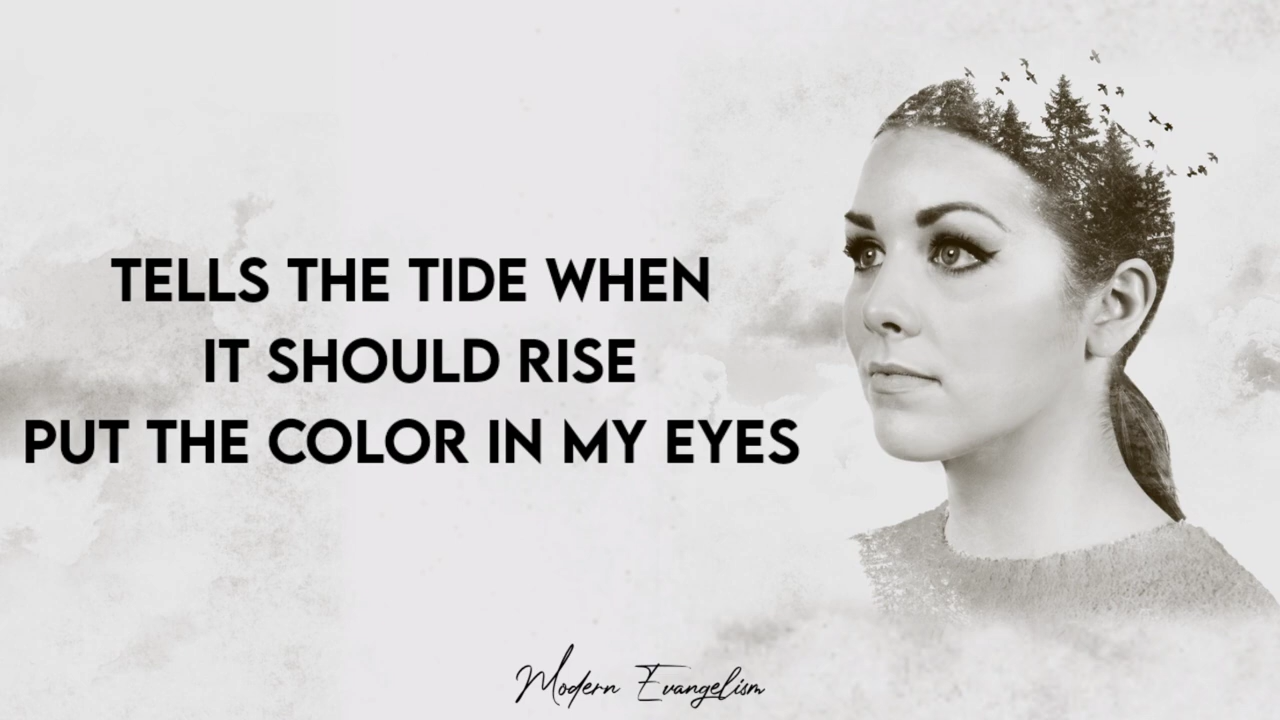 TELLS THE TIDE WHEN
IT SHOULD RISE
PUT THE COLOR IN MY EYES
Modern Evangelism